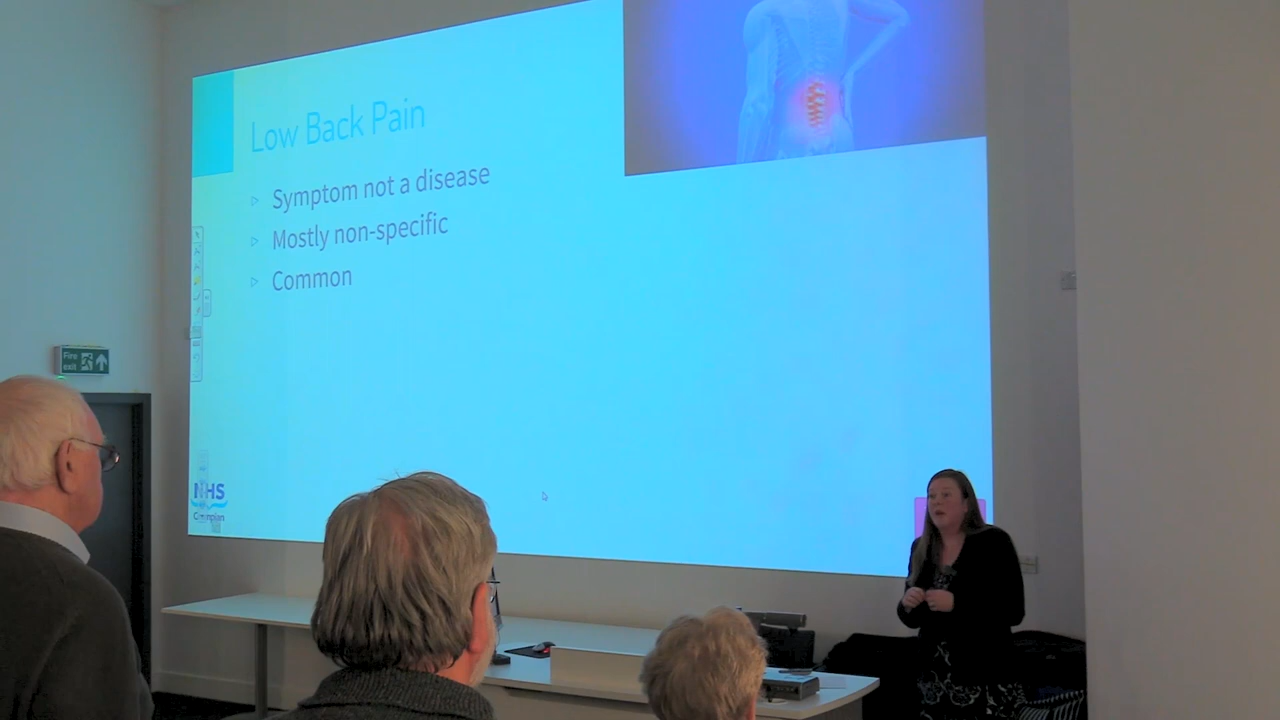 Low Back Pain
Symptom not a disease
Mostly non-specific
Common
Fire
exit
NHS
Grampian